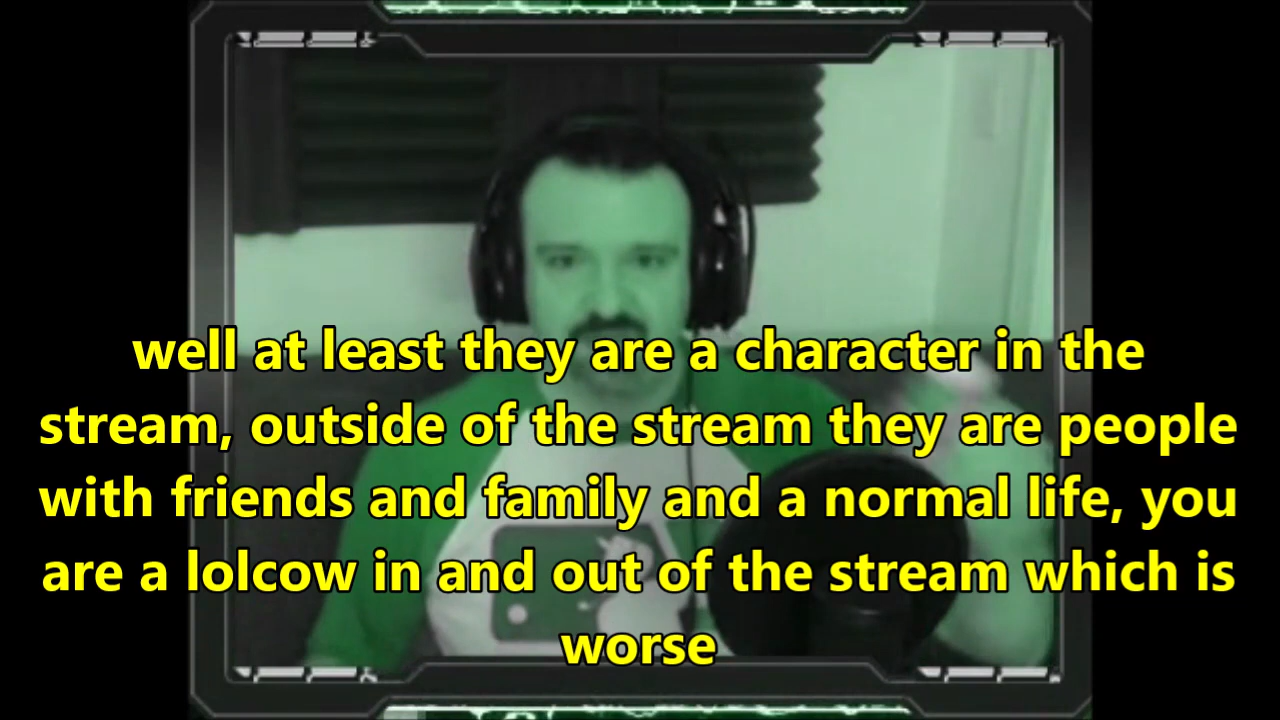 well at least they are a character in the
stream, outside of the stream they are people
with friends and family and a normal life, you
are a lolcow in and out of the stream which is
worse